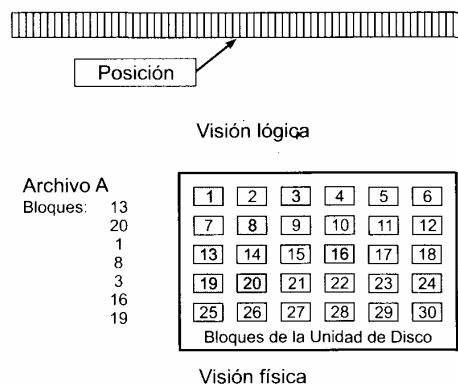 Posición
Visión lógica
Archivo A
Bloques: 13
20
1
8
3
16
19
1 2 3 4 5 6
7 8 9 10 11 12
13 14 15 16 17 18
19 20 21 22 23 24
25 26 27 28 29 30
Bloques de la Unidad de Disco
Visión física